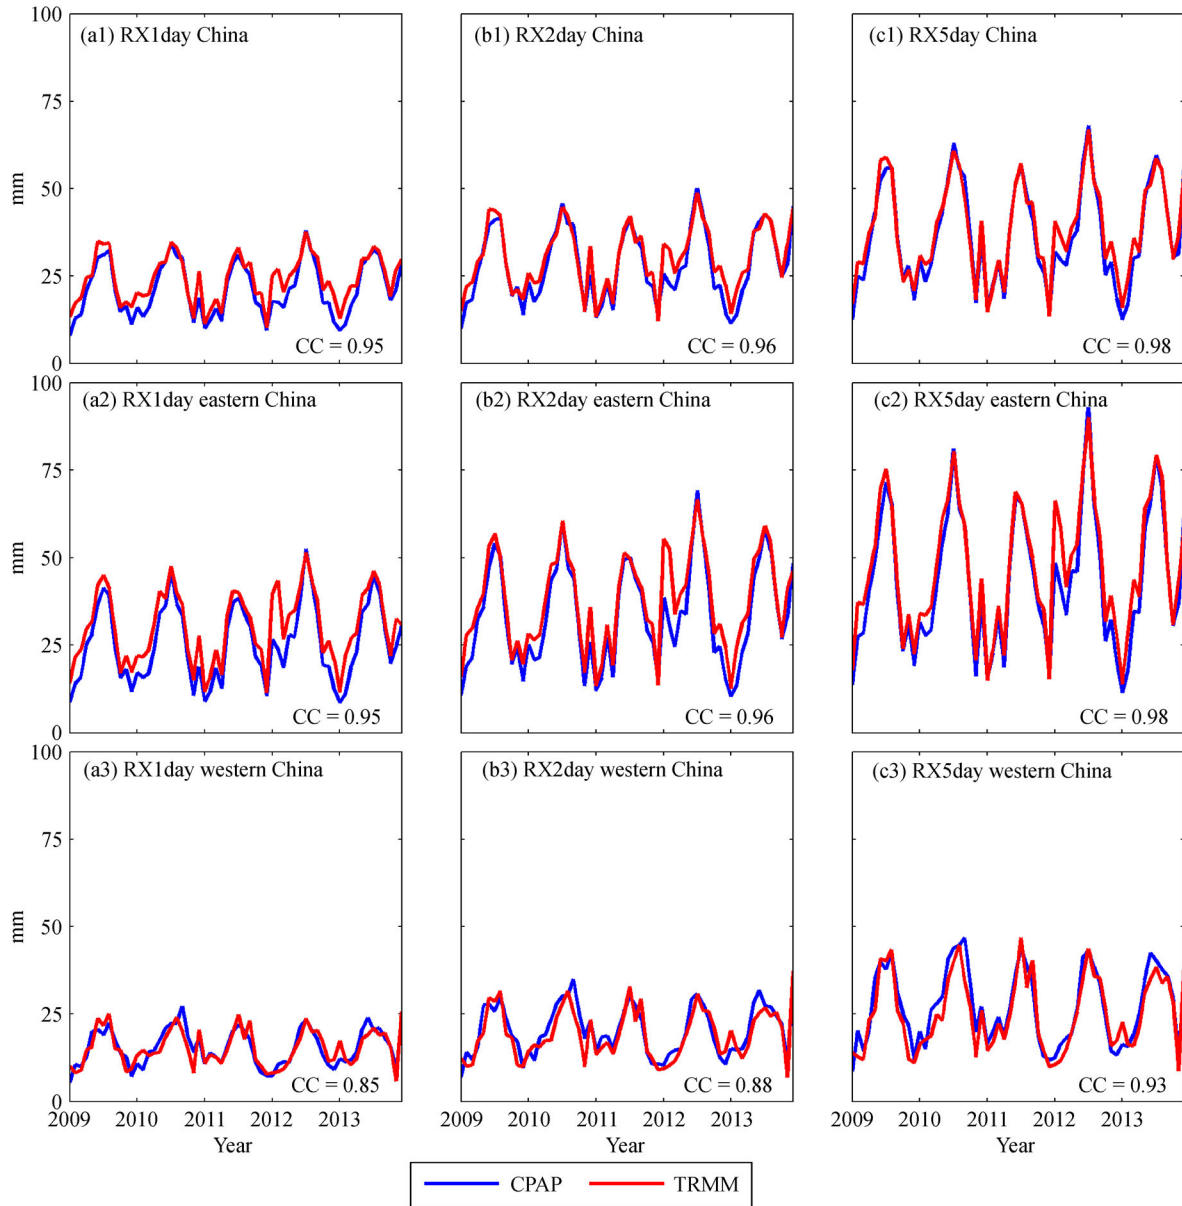 (a1) RX1day China
(b1) RX2day China
(c1) RX5day China
100
75
50
25
0
mm
CC = 0.95
CC = 0.96
CC = 0.98
(a2) RX1day eastern China
(b2) RX2day eastern China
(c2) RX5day eastern China
100
75
50
25
0
mm
CC = 0.95
CC = 0.96
CC = 0.98
(a3) RX1day western China
(b3) RX2day western China
(c3) RX5day western China
100
75
50
25
0
mm
CC = 0.85
CC = 0.88
CC = 0.93
2009 2010 2011 2012 2013
2009 2010 2011 2012 2013
2009 2010 2011 2012 2013
Year
Year
Year
CPAP
TRMM